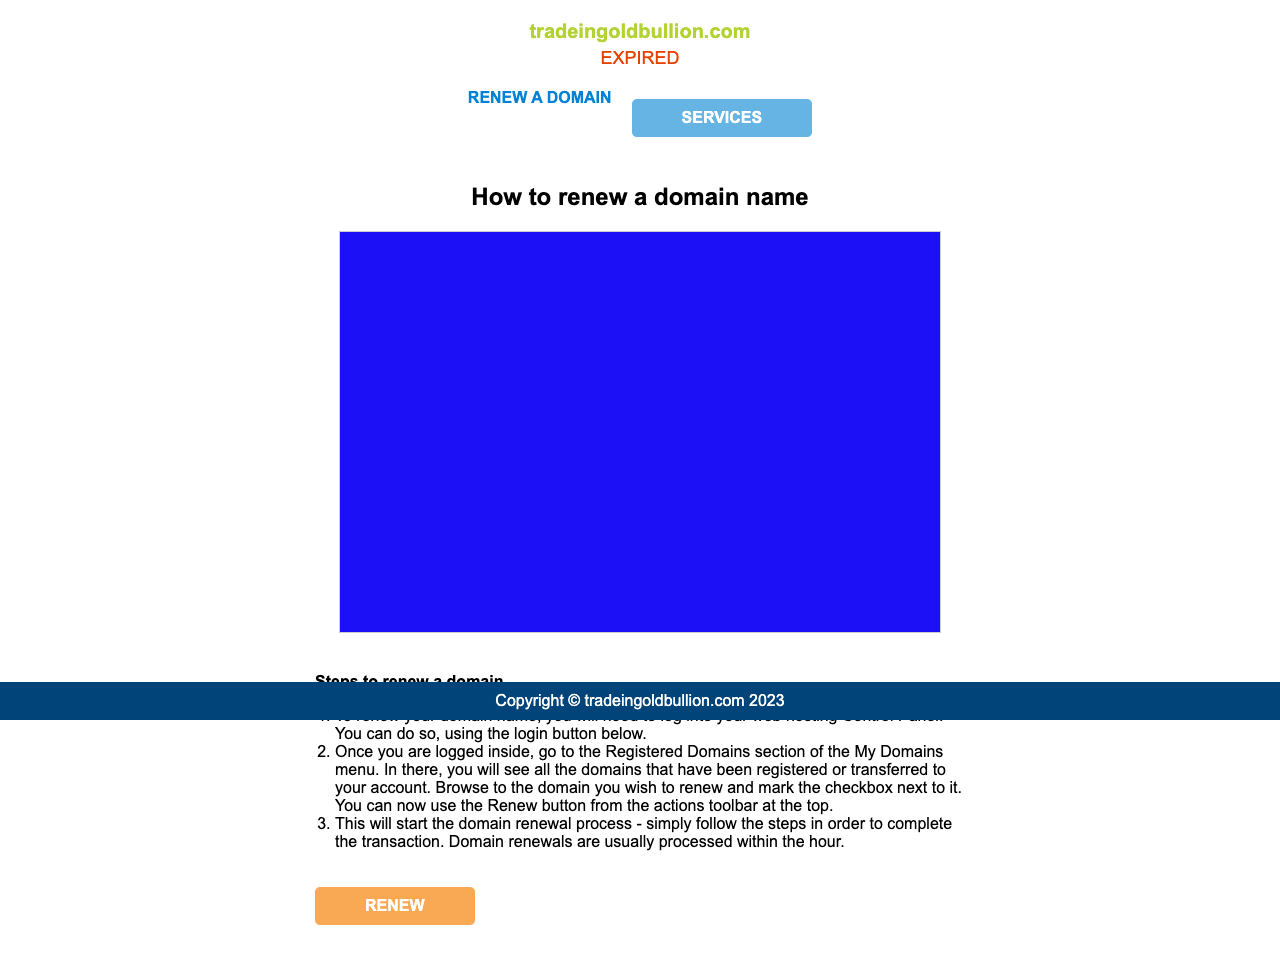 tradeingoldbullion.com
EXPIRED
RENEW A DOMAIN
SERVICES
How to renew a domain name
Steps to renew a domain
Copyright © tradeingoldbullion.com 2023
You can do so, using the login button below.
2. Once you are logged inside, go to the Registered Domains section of the My Domains
menu. In there, you will see all the domains that have been registered or transferred to
your account. Browse to the domain you wish to renew and mark the checkbox next to it.
You can now use the Renew button from the actions toolbar at the top.
3. This will start the domain renewal process - simply follow the steps in order to complete
the transaction. Domain renewals are usually processed within the hour.
RENEW